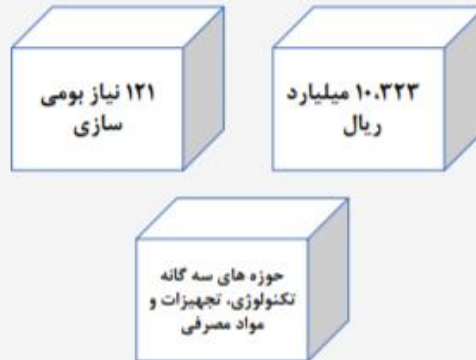 ۱۰،۳۲۳ میلیارد
ریال
۱۲۱ نیاز بومی
سازی
حوزه های سه گانه
تکنولوژی، تجهیزات و
مواد مصرفی